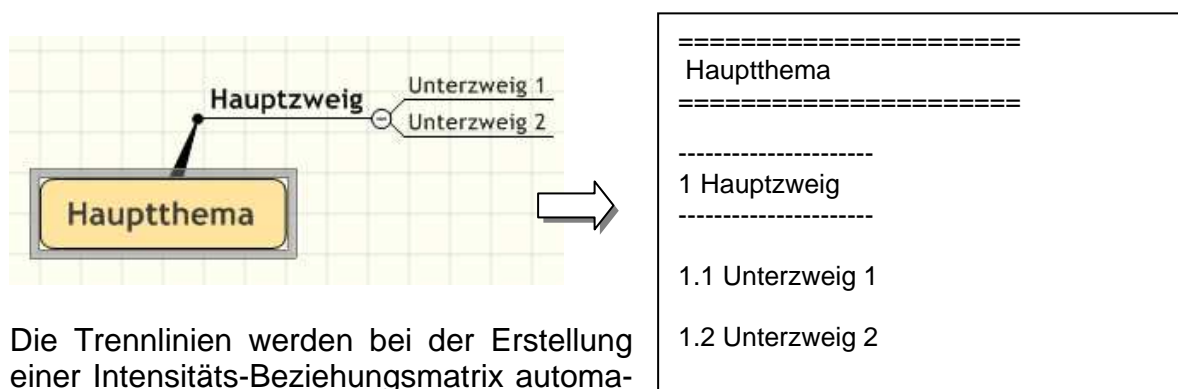 Hauptzweig
Unterzweig 1
Unterzweig 2
Hauptthema
Die Trennlinien werden bei der Erstellung
einer Intensitäts-Beziehungsmatrix automa-
======================
Hauptthema
======================
----------------------
1 Hauptzweig
----------------------
1.1 Unterzweig 1
1.2 Unterzweig 2